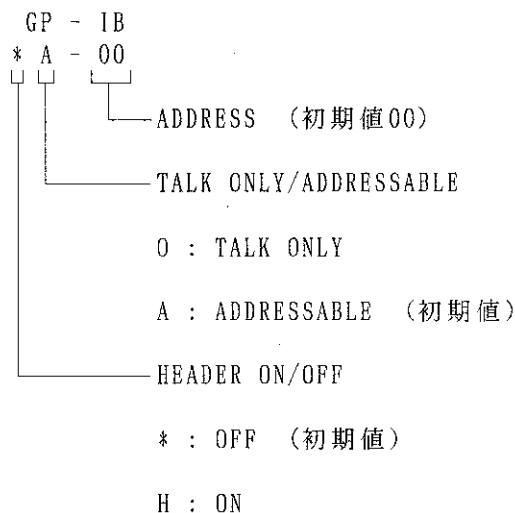 GP - IB
* A - 00
ADDRESS (初期値00)
TALK ONLY/ADDRESSABLE
O : TALK ONLY
A : ADDRESSABLE (初期値)
HEADER ON/OFF
* : OFF (初期値)
H : ON